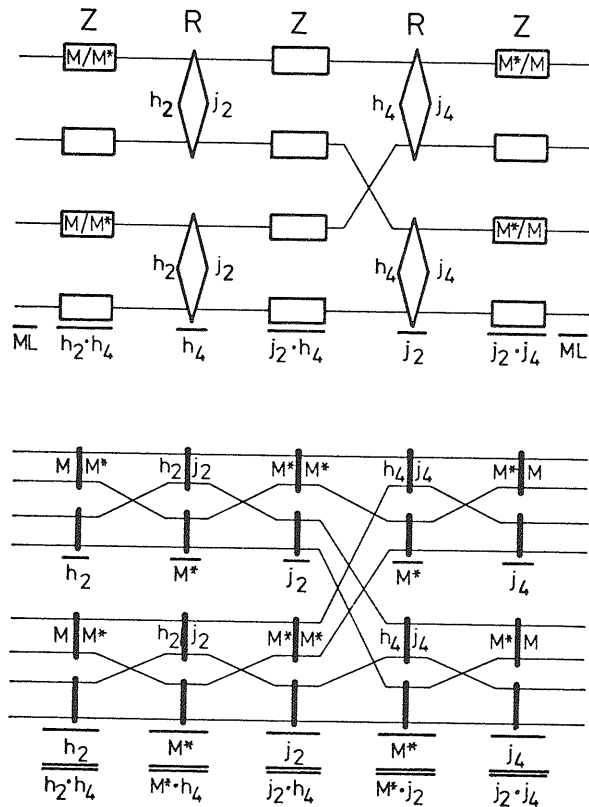 Z R Z R Z
M/M* M*/M
h₂ j₂ h₄ j₄
M/M* M*/M
h₂ j₂ h₄ j₄
ML h₂·h₄ h₄ j₂·h₄ j₂ j₂·j₄ ML
M M* h₂ j₂ M* M* h₄ j₄ M* M
h₂ M* j₂ M* j₄
M M* h₂ j₂ M* M* h₄ j₄ M* M
h₂ M* j₂ M* j₄
h₂·h₄ M*·h₄ j₂·h₄ M*·j₂ j₂·j₄